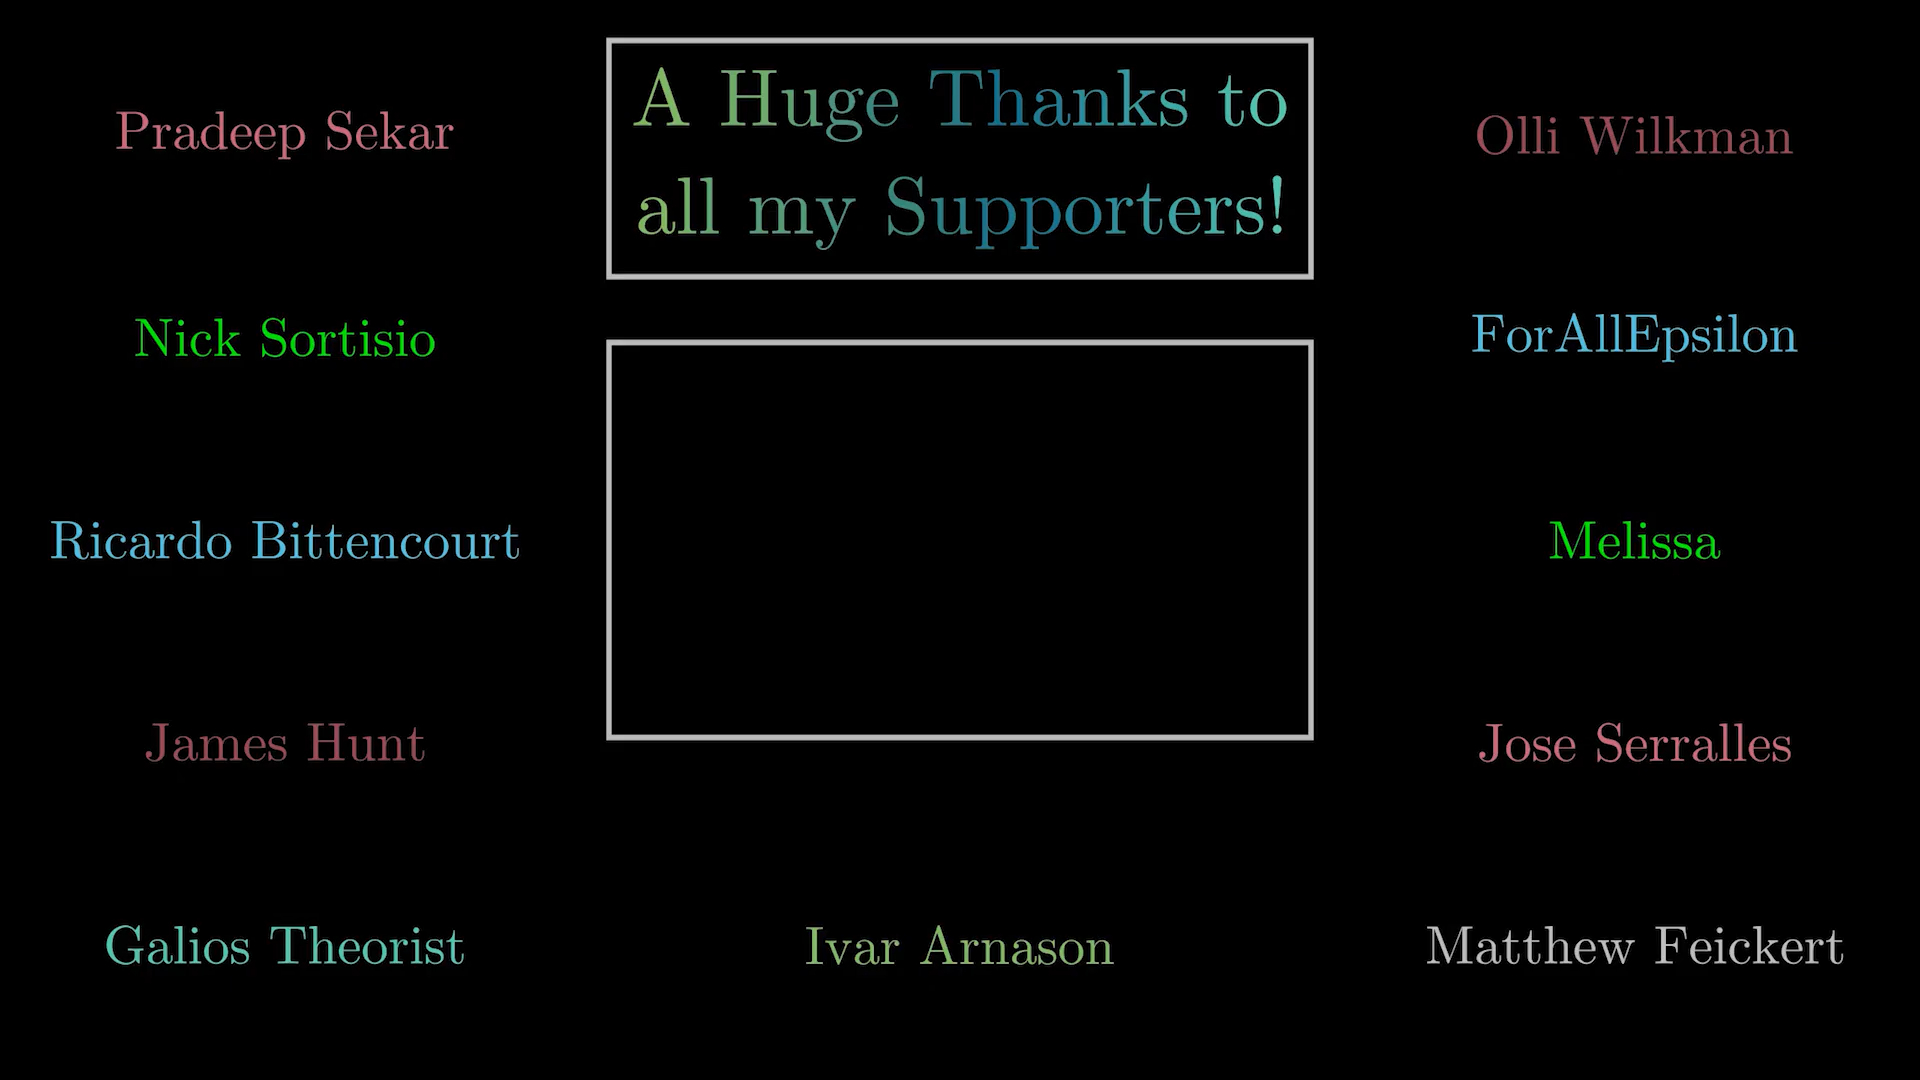 A Huge Thanks to
all my Supporters!
Pradeep Sekar
Olli Wilkman
Nick Sortisio
ForAllEpsilon
Ricardo Bittencourt
Melissa
James Hunt
Jose Serralles
Galios Theorist
Ivar Arnason
Matthew Feickert